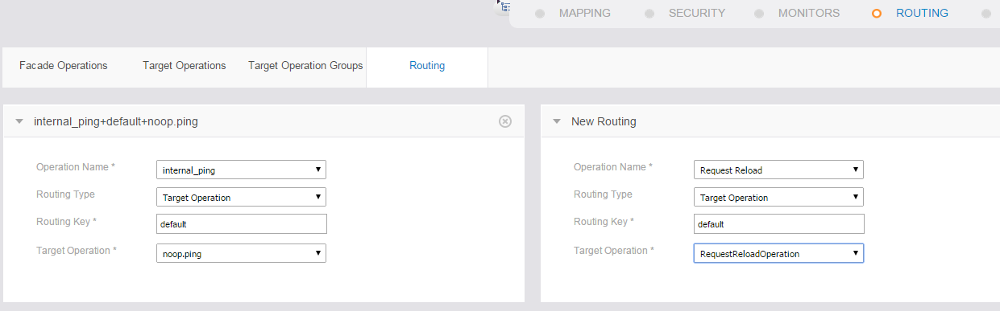 MAPPING SECURITY MONITORS ROUTING
Facade Operations Target Operations Target Operation Groups Routing
internal_ping+default+noop.ping
Operation Name * internal_ping
Routing Type Target Operation
Routing Key * default
Target Operation * noop.ping
New Routing
Operation Name * Request Reload
Routing Type Target Operation
Routing Key * default
Target Operation * RequestReloadOperation